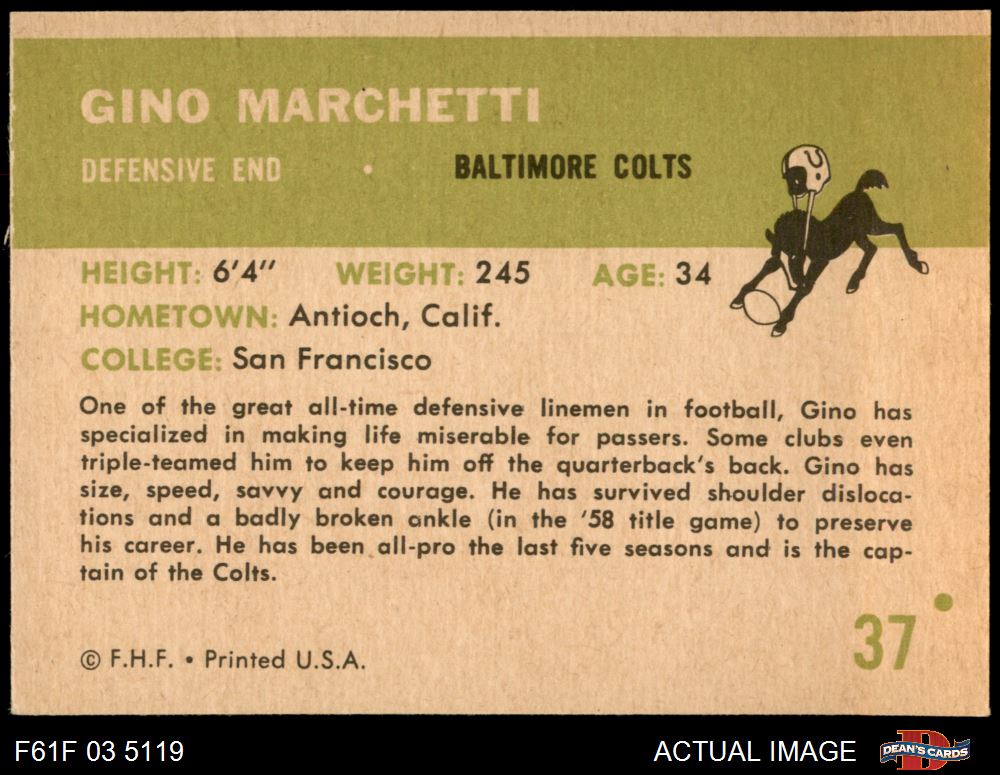 GINO MARCHETTI
DEFENSIVE END • BALTIMORE COLTS
HEIGHT: 6'4" WEIGHT: 245 AGE: 34
HOMETOWN: Antioch, Calif.
COLLEGE: San Francisco
One of the great all-time defensive linemen in football, Gino has
specialized in making life miserable for passers. Some clubs even
triple-teamed him to keep him off the quarterback's back. Gino has
size, speed, savvy and courage. He has survived shoulder disloca-
tions and a badly broken ankle (in the '58 title game) to preserve
his career. He has been all-pro the last five seasons and is the cap-
tain of the Colts.
37
© F.H.F. • Printed U.S.A.
F61F 03 5119
ACTUAL IMAGE
D
DEAN'S CARDS